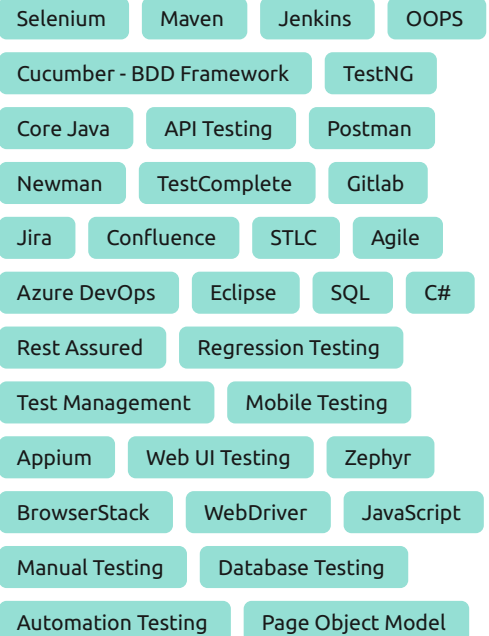 Selenium Maven Jenkins OOPS
Cucumber - BDD Framework TestNG
Core Java API Testing Postman
Newman TestComplete Gitlab
Jira Confluence STLC Agile
Azure DevOps Eclipse SQL C#
Rest Assured Regression Testing
Test Management Mobile Testing
Appium Web UI Testing Zephyr
BrowserStack WebDriver JavaScript
Manual Testing Database Testing
Automation Testing Page Object Model